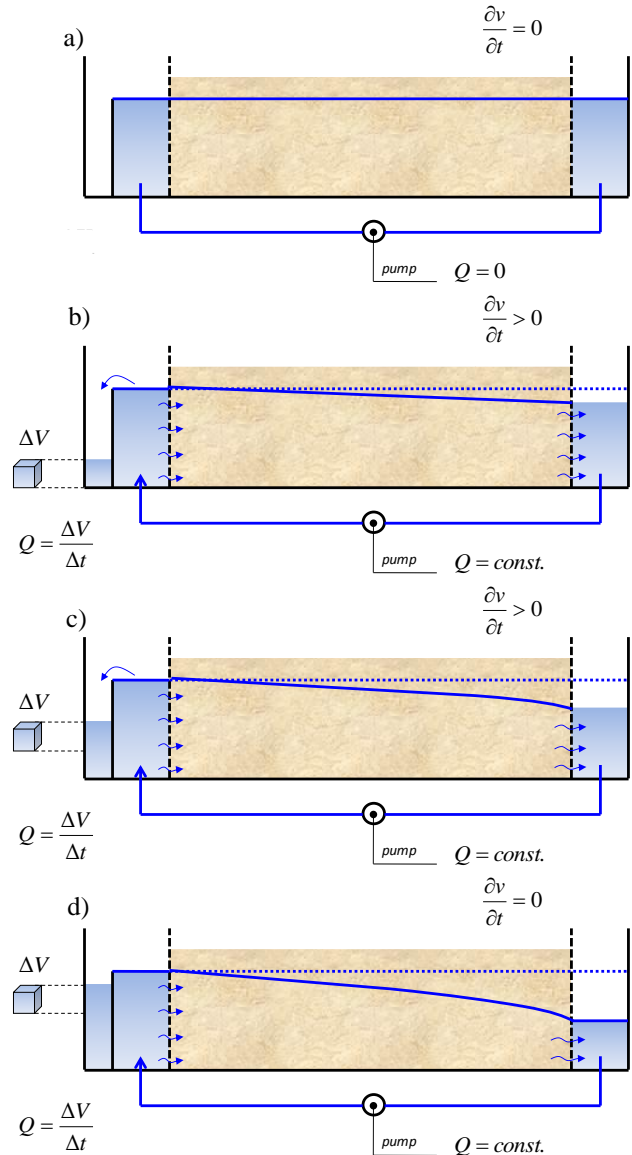 a)
∂v/∂t = 0
pump
Q = 0
b)
∂v/∂t > 0
ΔV
Q = ΔV/Δt
pump
Q = const.
∂v/∂t > 0
c)
ΔV
Q = ΔV/Δt
pump
Q = const.
∂v/∂t = 0
d)
ΔV
Q = ΔV/Δt
pump
Q = const.